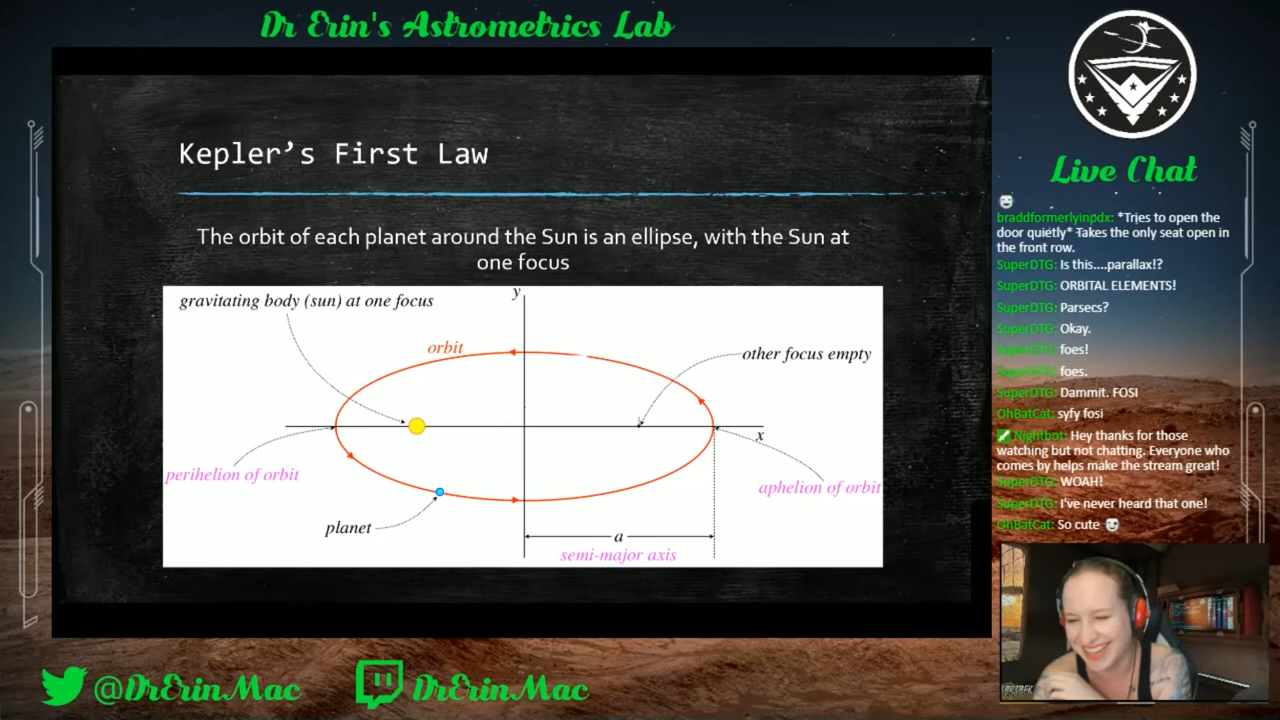 Dr Erin's Astrometrics Lab
Kepler's First Law
The orbit of each planet around the Sun is an ellipse, with the Sun at
one focus
gravitating body (sun) at one focus
y
orbit
other focus empty
x
perihelion of orbit
aphelion of orbit
planet
a
semi-major axis
Live Chat
braddformerlyinpdx: *Tries to open the
door quietly* Takes the only seat open in
the front row.
SuperDTG: Is this....parallax!?
SuperDTG: ORBITAL ELEMENTS!
SuperDTG: Parsecs?
SuperDTG: Okay.
SuperDTG: foes!
SuperDTG: foes.
SuperDTG: Dammit. FOSI
OhBatCat: syfy fosi
Nightbot: Hey thanks for those
watching but not chatting. Everyone who
comes by helps make the stream great!
SuperDTG: WOAH!
SuperDTG: I've never heard that one!
OhBatCat: So cute
@DrErinMac
DrErinMac